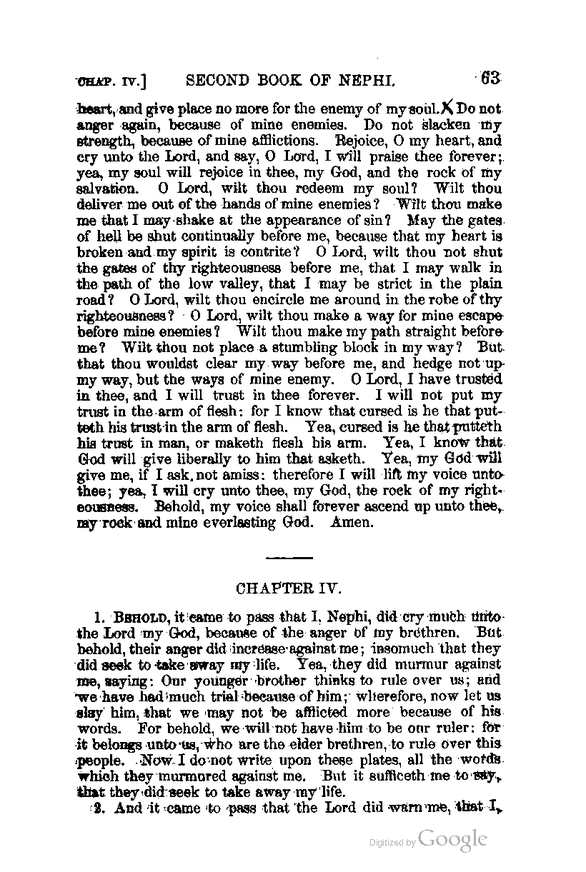 CHAP. IV.] SECOND BOOK OF NEPHI. 63
heart, and give place no more for the enemy of my soul. X Do not
anger again, because of mine enemies. Do not slacken my
strength, because of mine afflictions. Rejoice, O my heart, and
cry unto the Lord, and say, O Lord, I will praise thee forever;
yea, my soul will rejoice in thee, my God, and the rock of my
salvation. O Lord, wilt thou redeem my soul? Wilt thou
deliver me out of the hands of mine enemies? Wilt thou make
me that I may shake at the appearance of sin? May the gates
of hell be shut continually before me, because that my heart is
broken and my spirit is contrite? O Lord, wilt thou not shut
the gates of thy righteousness before me, that I may walk in
the path of the low valley, that I may be strict in the plain
road? O Lord, wilt thou encircle me around in the robe of thy
righteousness? O Lord, wilt thou make a way for mine escape
before mine enemies? Wilt thou make my path straight before
me? Wilt thou not place a stumbling block in my way? But
that thou wouldst clear my way before me, and hedge not up
my way, but the ways of mine enemy. O Lord, I have trusted
in thee, and I will trust in thee forever. I will not put my
trust in the arm of flesh: for I know that cursed is he that put-
teth his trust in the arm of flesh. Yea, cursed is he that putteth
his trust in man, or maketh flesh his arm. Yea, I know that
God will give liberally to him that asketh. Yea, my God will
give me, if I ask not amiss: therefore I will lift my voice unto
thee; yea, I will cry unto thee, my God, the rock of my right-
eousness. Behold, my voice shall forever ascend up unto thee,
my rock and mine everlasting God. Amen.
CHAPTER IV.
1. BEHOLD, it came to pass that I, Nephi, did cry much unto
the Lord my God, because of the anger of my brethren. But
behold, their anger did increase against me; insomuch that they
did seek to take away my life. Yea, they did murmur against
me, saying: Our younger brother thinks to rule over us; and
we have had much trial because of him; wherefore, now let us
slay him, that we may not be afflicted more because of his
words. For behold, we will not have him to be our ruler: for
it belongs unto us, who are the elder brethren, to rule over this
people. Now I do not write upon these plates, all the words
which they murmured against me. But it sufficeth me to say,
that they did seek to take away my life.
2. And it came to pass that the Lord did warn me, that I,
Digitized by Google